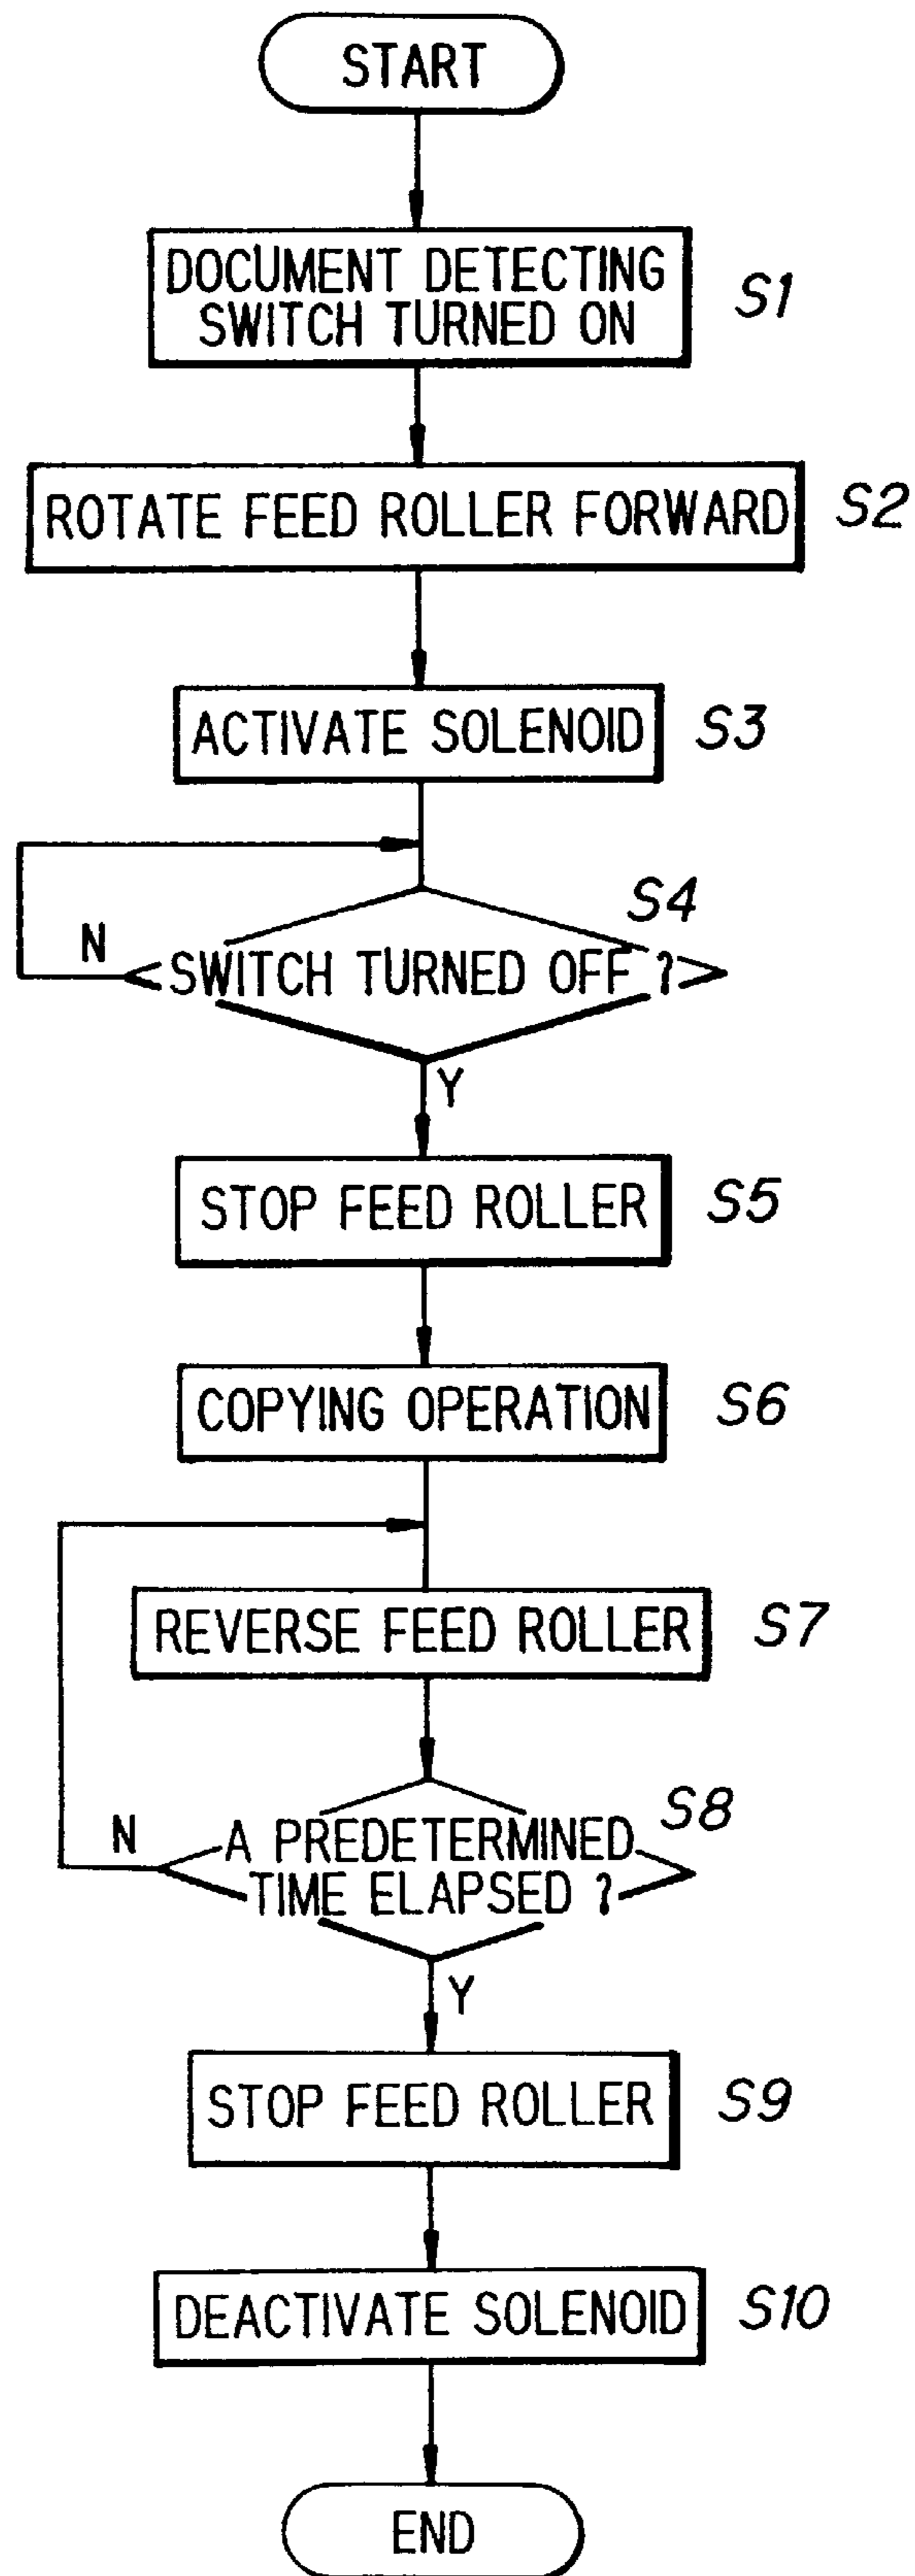 START
DOCUMENT DETECTING
SWITCH TURNED ON
S1
ROTATE FEED ROLLER FORWARD
S2
ACTIVATE SOLENOID
S3
S4
N
SWITCH TURNED OFF ?
Y
STOP FEED ROLLER
S5
COPYING OPERATION
S6
REVERSE FEED ROLLER
S7
S8
N
A PREDETERMINED
TIME ELAPSED ?
Y
STOP FEED ROLLER
S9
DEACTIVATE SOLENOID
S10
END